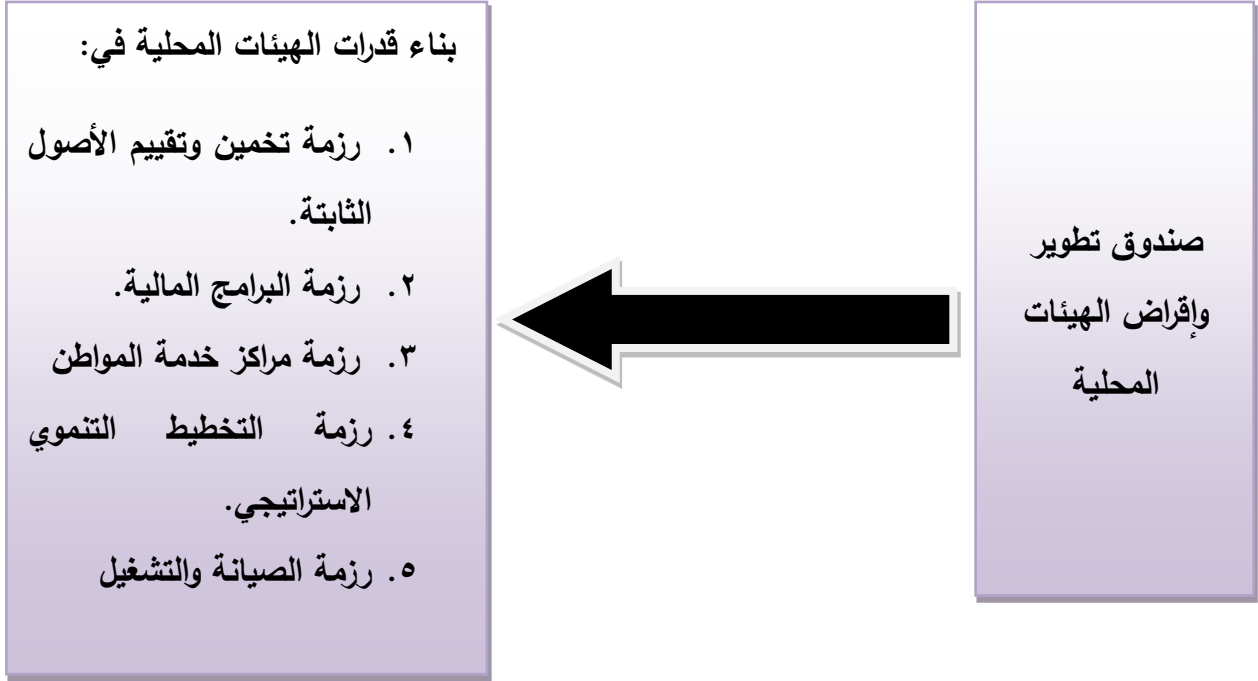 صندوق تطوير
وإقراض الهيئات
المحلية
بناء قدرات الهيئات المحلية في:
١. رزمة تخمين وتقييم الأصول
الثابتة.
٢. رزمة البرامج المالية.
٣. رزمة مراكز خدمة المواطن
٤. رزمة التخطيط التنموي
الاستراتيجي.
٥. رزمة الصيانة والتشغيل